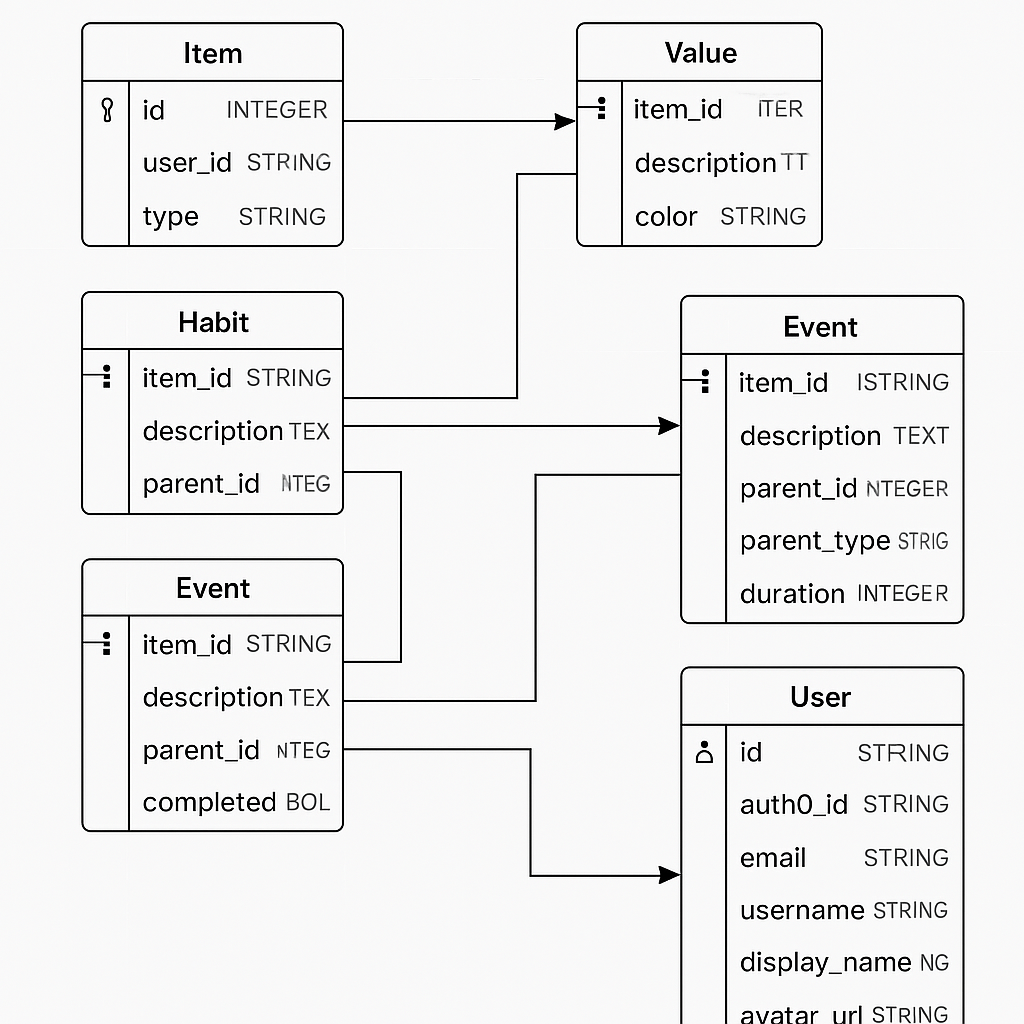 Item
id INTEGER
user_id STRING
type STRING
Value
item_id ITER
description TT
color STRING
Habit
item_id STRING
description TEX
parent_id NTEG
Event
item_id ISTRING
description TEXT
parent_id NTEGER
parent_type STRIG
duration INTEGER
Event
item_id STRING
description TEX
parent_id NTEG
completed BOL
User
id STRING
auth0_id STRING
email STRING
username STRING
display_name NG
avatar_url STRING